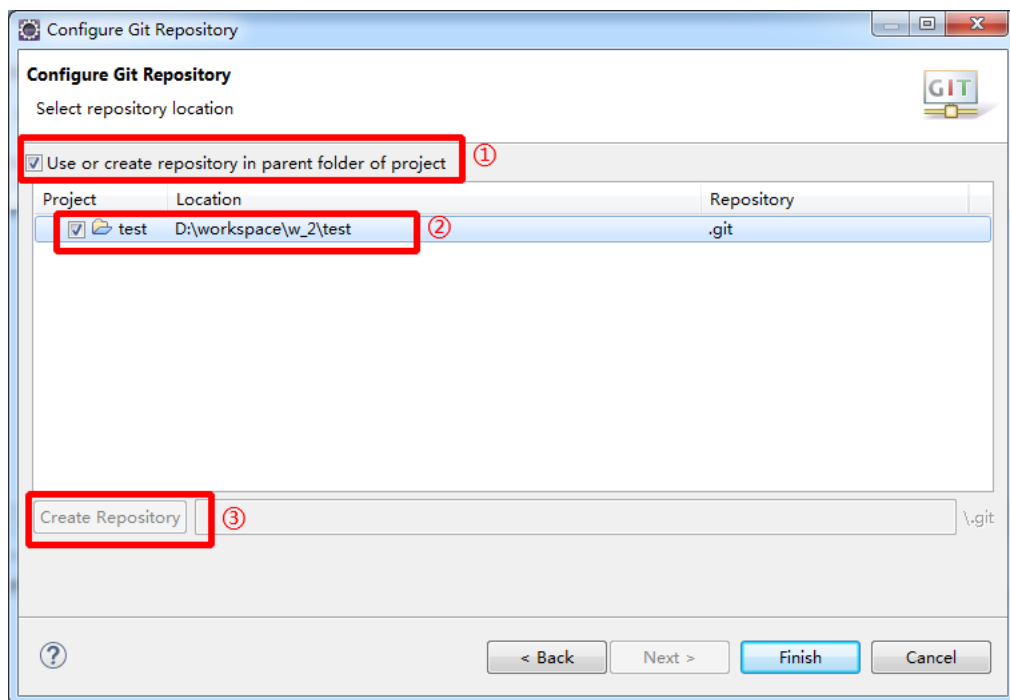 Configure Git Repository
Configure Git Repository
GIT
Select repository location
Use or create repository in parent folder of project ①
Project Location Repository
test D:\workspace\w_2\test ② .git
Create Repository ③ \.git
? < Back Next > Finish Cancel